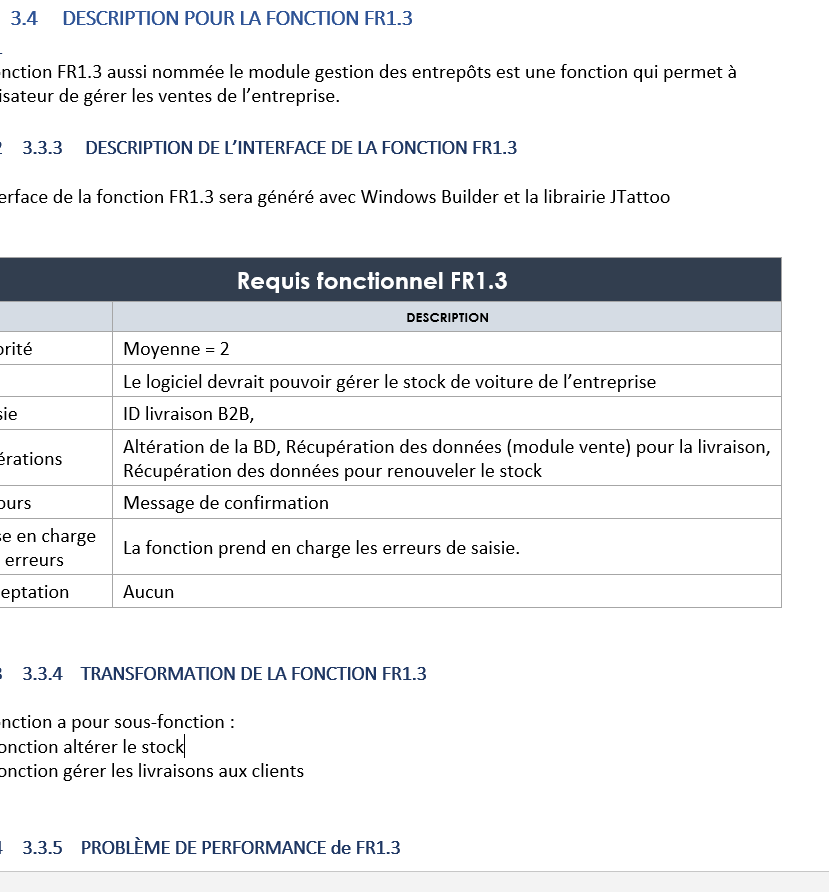 3.4 DESCRIPTION POUR LA FONCTION FR1.3
nction FR1.3 aussi nommée le module gestion des entrepôts est une fonction qui permet à
isateur de gérer les ventes de l’entreprise.
3.3.3 DESCRIPTION DE L’INTERFACE DE LA FONCTION FR1.3
erface de la fonction FR1.3 sera généré avec Windows Builder et la librairie JTattoo
Requis fonctionnel FR1.3
DESCRIPTION
orité Moyenne = 2
Le logiciel devrait pouvoir gérer le stock de voiture de l’entreprise
sie ID livraison B2B,
érations Altération de la BD, Récupération des données (module vente) pour la livraison,
Récupération des données pour renouveler le stock
ours Message de confirmation
se en charge
erreurs La fonction prend en charge les erreurs de saisie.
eptation Aucun
3.3.4 TRANSFORMATION DE LA FONCTION FR1.3
nction a pour sous-fonction :
onction altérer le stock
onction gérer les livraisons aux clients
3.3.5 PROBLÈME DE PERFORMANCE de FR1.3